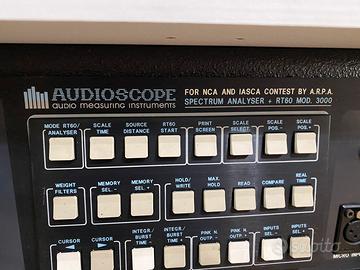 AUDIOSCOPE
audio measuring instruments
FOR NCA AND IASCA CONTEST BY A.R.P.A.
SPECTRUM ANALYSER + RT60 MOD. 3000
MODE RT60/ ANALYSER
SCALE TIME
SOURCE DISTANCE
RT60 START
PRINT SCREEN
SCALE SELECT.
SCALE POS.-
SCALE POS.+
WEIGHT FILTERS
MEMORY SEL.-
MEMORY SEL.+
HOLD/ WRITE
MAX. HOLD
READ
COMPARE
REAL TIME
CURSOR
CURSOR
INTEGR./ BURST TIME -
INTEGR./ BURST TIME +
PINK N. OUTP.-
PINK N. OUTP.+
INPUTS SEL.-
INPUTS SEL.+
MICRO
subito